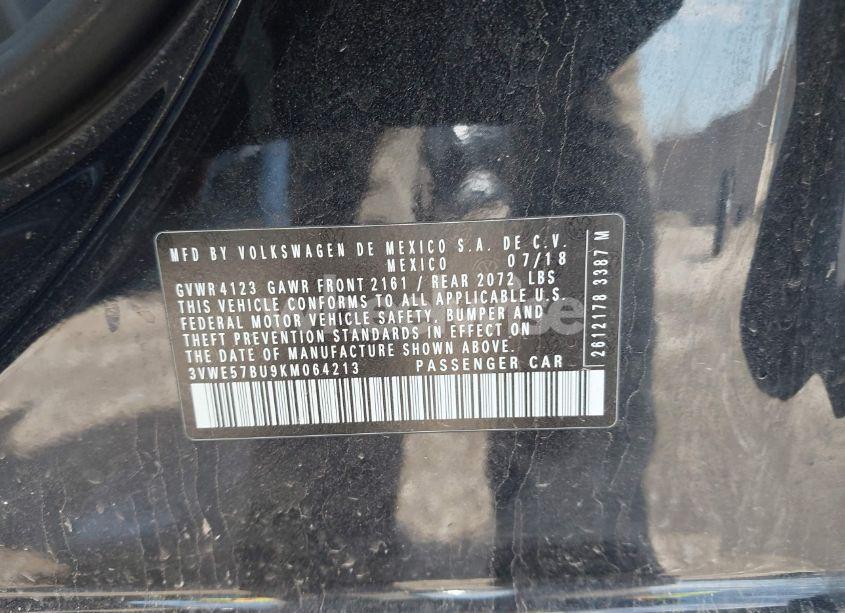 MFD BY VOLKSWAGEN DE MEXICO S.A. DE C.V.
MEXICO 07/18
GVWR 4123 GAWR FRONT 2161 / REAR 2072 LBS
THIS VEHICLE CONFORMS TO ALL APPLICABLE U.S.
FEDERAL MOTOR VEHICLE SAFETY, BUMPER AND
THEFT PREVENTION STANDARDS IN EFFECT ON
THE DATE OF MANUFACTURE SHOWN ABOVE.
3VWE57BU9KM064213 PASSENGER CAR
2612178 3387 M